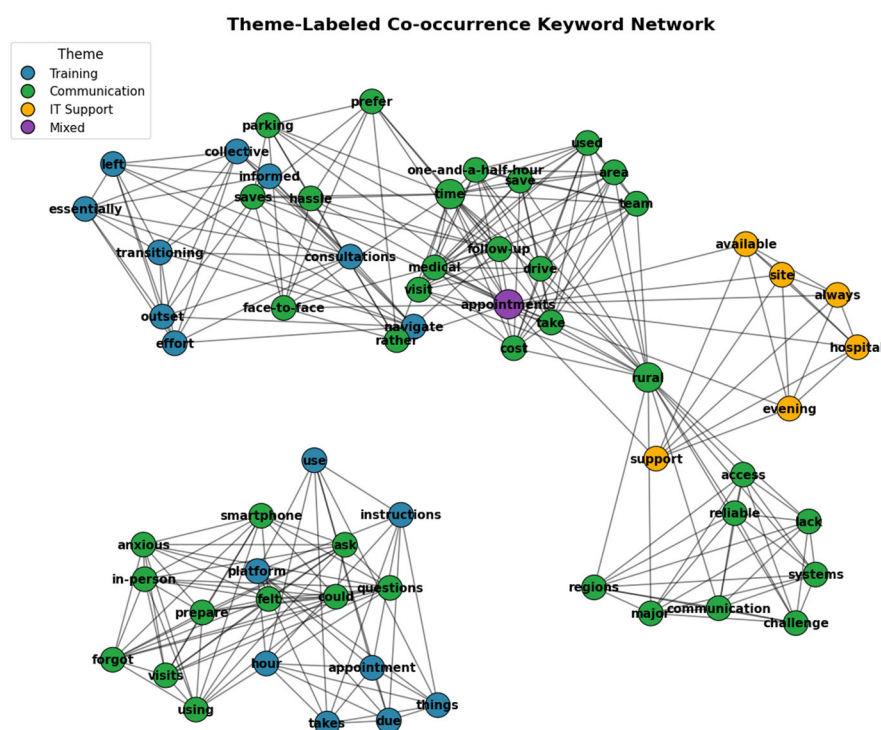 Theme-Labeled Co-occurrence Keyword Network
Theme
Training
Communication
IT Support
Mixed
prefer
parking
collective
left
informed
saves
hassle
essentially
transitioning
consultations
outset
face-to-face
effort
navigate
rather
used
one-and-a-half-hour
save
area
time
team
follow-up
medical
drive
visit
appointments
take
cost
available
site
always
hospital
rural
evening
support
access
reliable
lack
systems
regions
major
communication
challenge
use
smartphone
instructions
anxious
ask
platform
in-person
questions
felt
could
prepare
forgot
hour
appointment
visits
using
things
takes
due